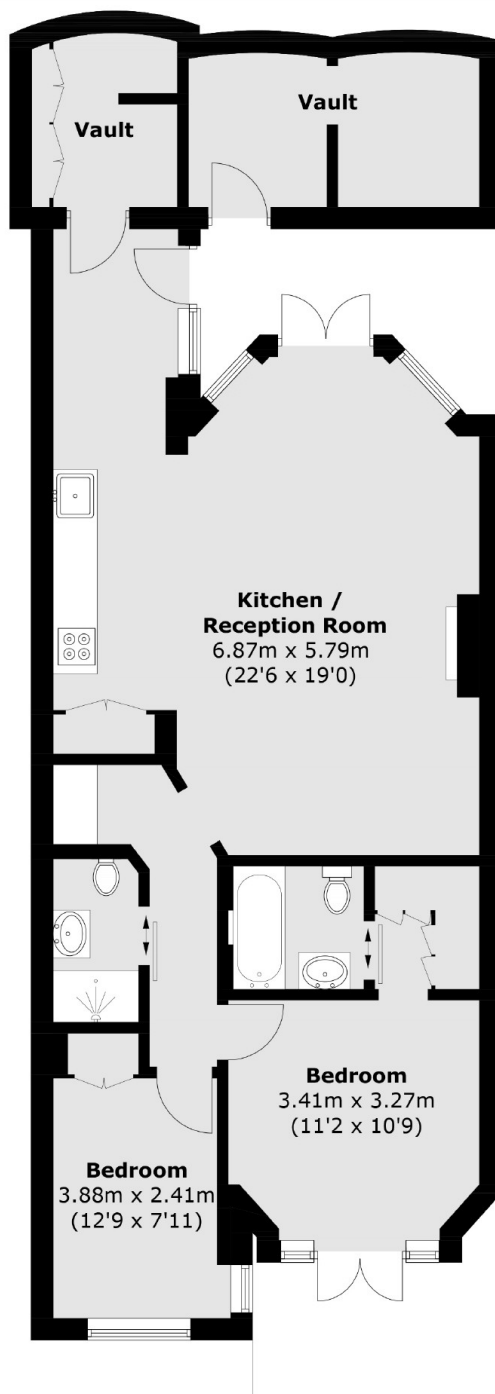 Vault
Vault
Kitchen /
Reception Room
6.87m x 5.79m
(22'6 x 19'0)
Bedroom
3.41m x 3.27m
(11'2 x 10'9)
Bedroom
3.88m x 2.41m
(12'9 x 7'11)